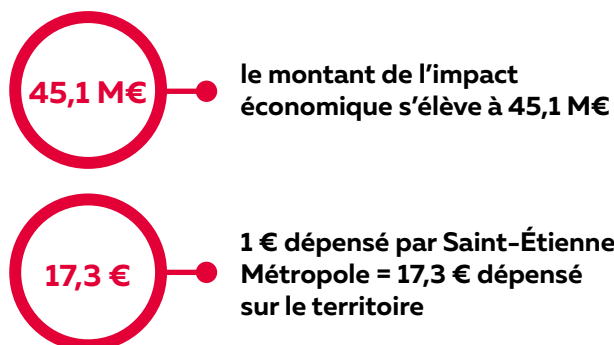 45,1 M€
le montant de l’impact
économique s’élève à 45,1 M€
17,3 €
1 € dépensé par Saint-Étienne
Métropole = 17,3 € dépensé
sur le territoire